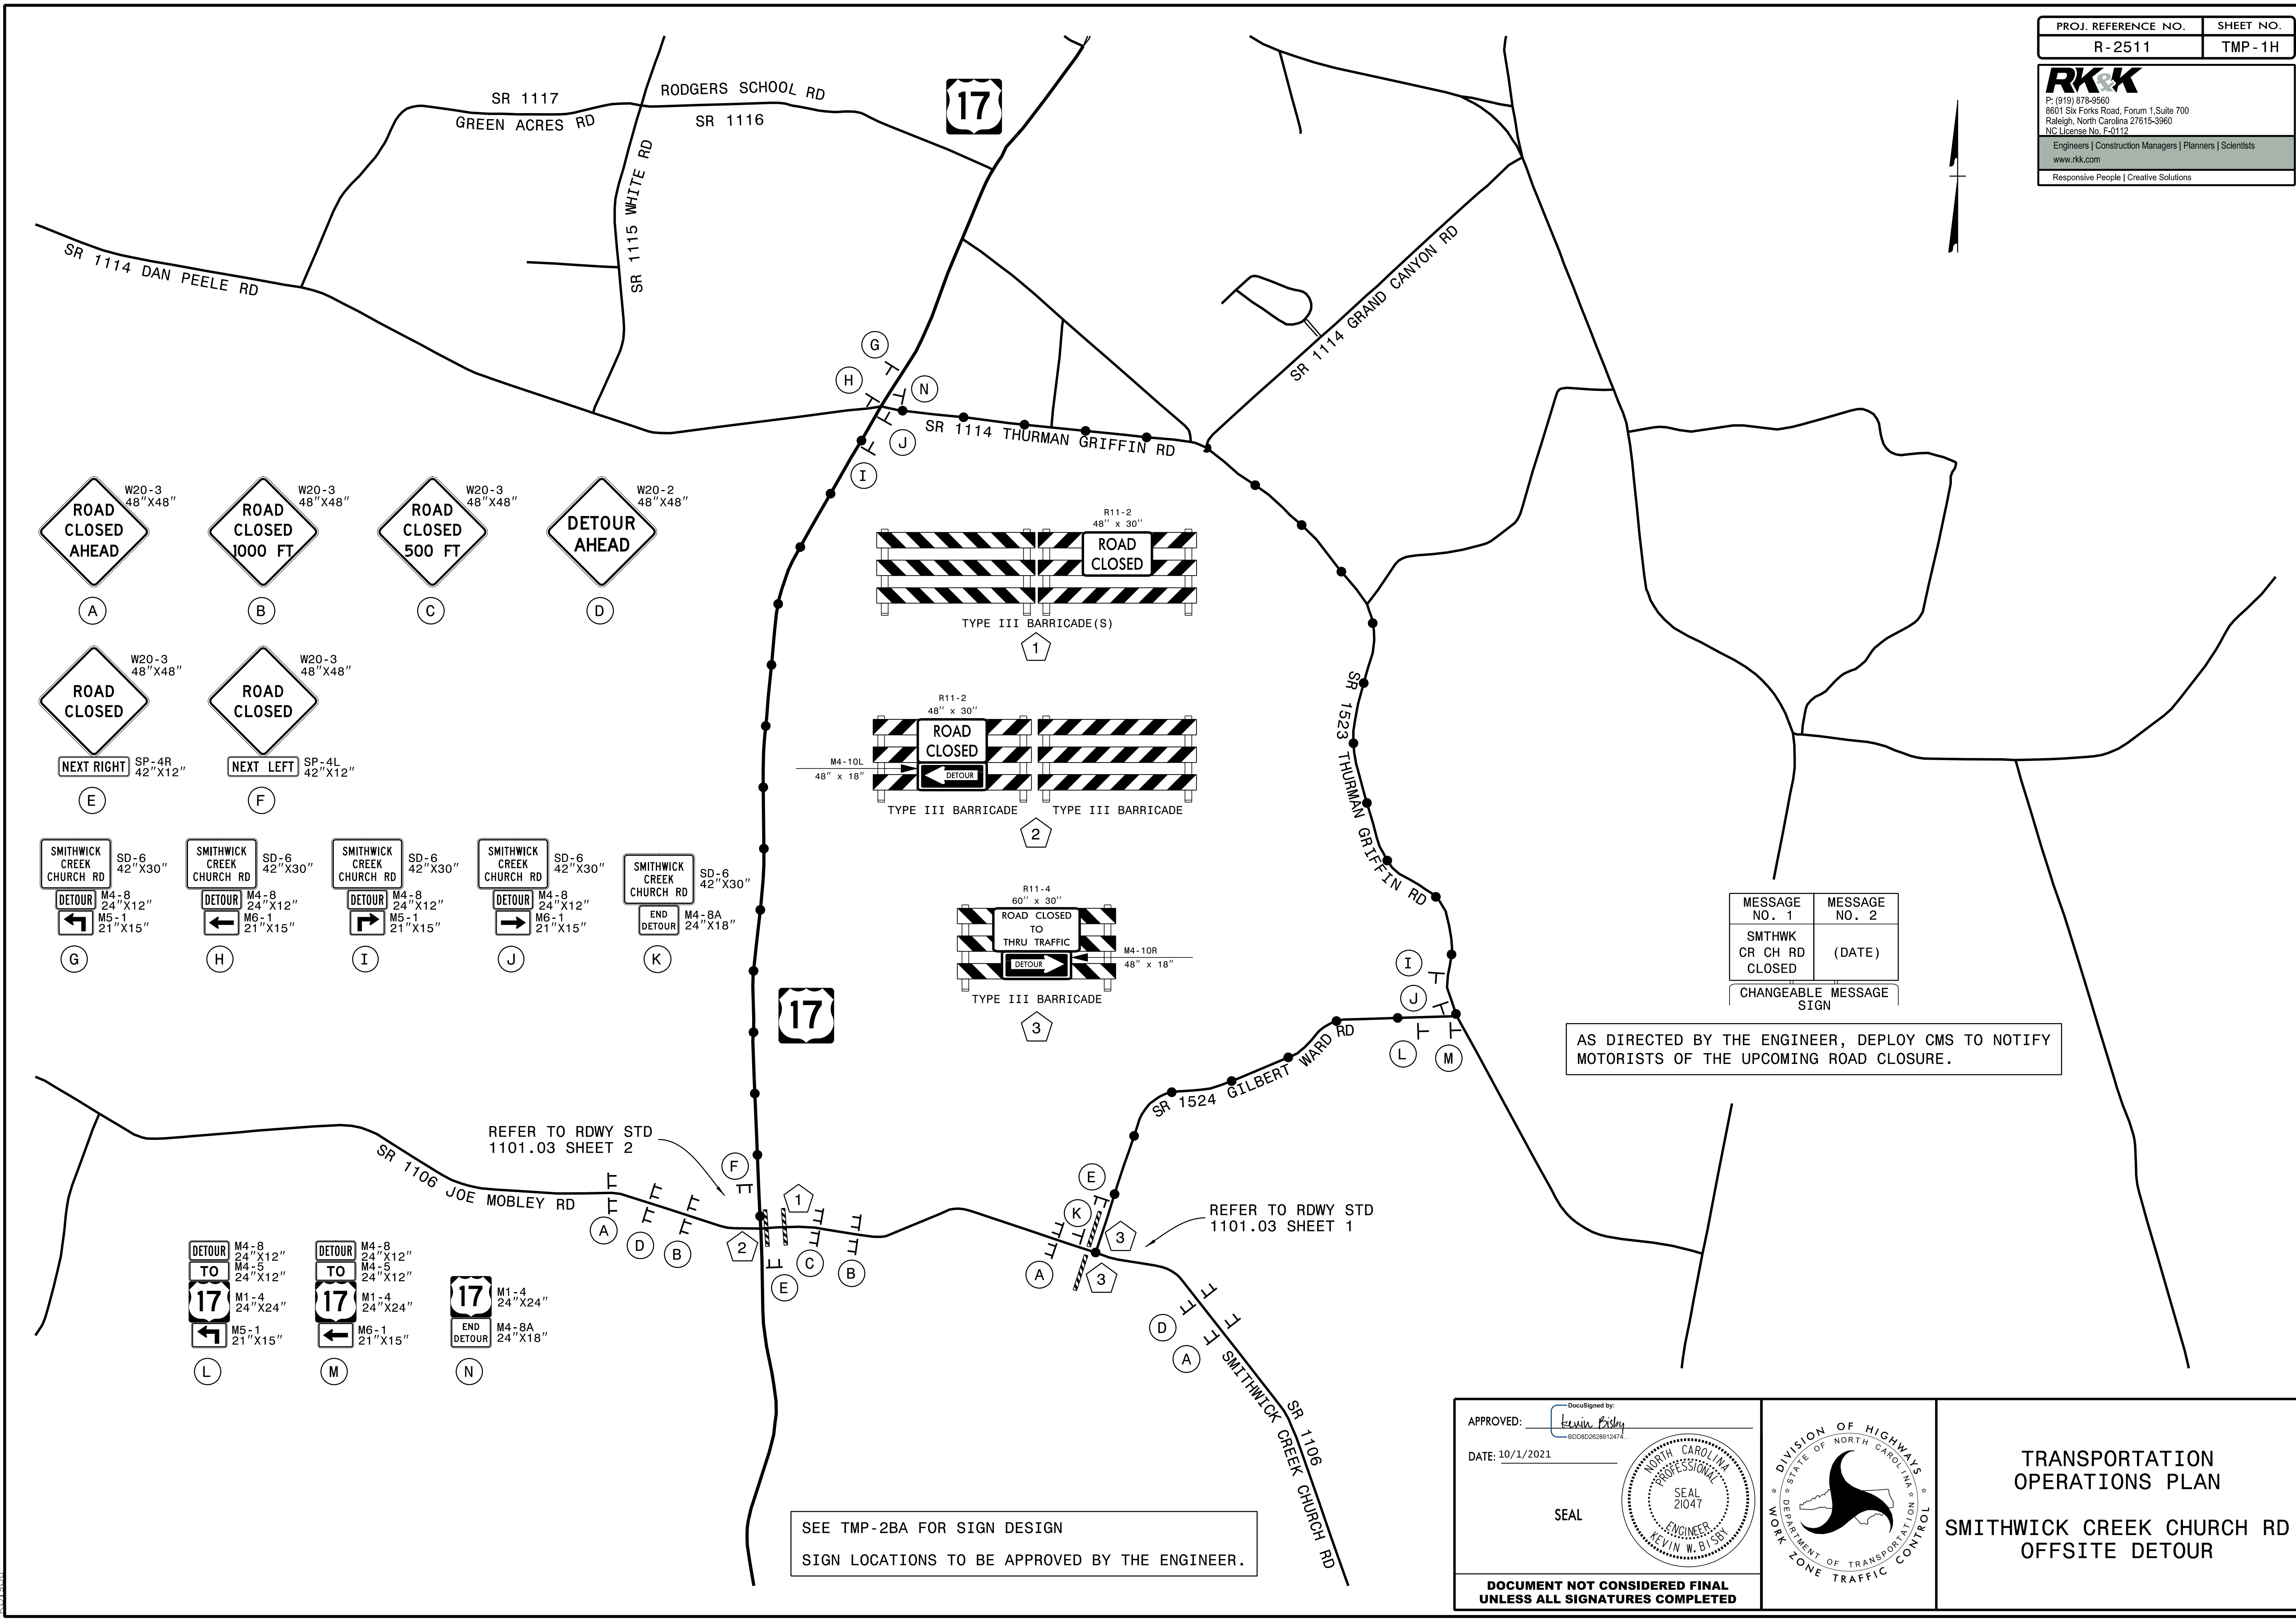 PROJ. REFERENCE NO.
SHEET NO.
R-2511
TMP-1H
RK&K
P: (919) 878-9560
8601 Six Forks Road, Forum 1,Suite 700
Raleigh, North Carolina 27615-3960
NC License No. F-0112
Engineers | Construction Managers | Planners | Scientists
www.rkk.com
Responsive People | Creative Solutions
SR 1117
GREEN ACRES RD
RODGERS SCHOOL RD
SR 1116
17
SR 1115 WHITE RD
SR 1114 DAN PEELE RD
SR 1114 GRAND CANYON RD
G
H
N
J
I
SR 1114 THURMAN GRIFFIN RD
ROAD
CLOSED
AHEAD
W20-3
48"X48"
A
ROAD
CLOSED
1000 FT
W20-3
48"X48"
B
ROAD
CLOSED
500 FT
W20-3
48"X48"
C
DETOUR
AHEAD
W20-2
48"X48"
D
R11-2
48" x 30"
ROAD
CLOSED
TYPE III BARRICADE(S)
1
ROAD
CLOSED
W20-3
48"X48"
NEXT RIGHT
SP-4R
42"X12"
E
ROAD
CLOSED
W20-3
48"X48"
NEXT LEFT
SP-4L
42"X12"
F
R11-2
48" x 30"
ROAD
CLOSED
M4-10L
48" x 18"
DETOUR
TYPE III BARRICADE
TYPE III BARRICADE
2
SR 1523 THURMAN GRIFFIN RD
SMITHWICK
CREEK
CHURCH RD
SD-6
42"X30"
DETOUR
M4-8
24"X12"
M5-1
21"X15"
G
SMITHWICK
CREEK
CHURCH RD
SD-6
42"X30"
DETOUR
M4-8
24"X12"
M6-1
21"X15"
H
SMITHWICK
CREEK
CHURCH RD
SD-6
42"X30"
DETOUR
M4-8
24"X12"
M5-1
21"X15"
I
SMITHWICK
CREEK
CHURCH RD
SD-6
42"X30"
DETOUR
M4-8
24"X12"
M6-1
21"X15"
J
SMITHWICK
CREEK
CHURCH RD
SD-6
42"X30"
END
DETOUR
M4-8A
24"X18"
K
R11-4
60" x 30"
ROAD CLOSED
TO
THRU TRAFFIC
M4-10R
48" x 18"
DETOUR
TYPE III BARRICADE
3
17
MESSAGE
NO. 1
MESSAGE
NO. 2
SMTHWK
CR CH RD
CLOSED
(DATE)
CHANGEABLE MESSAGE
SIGN
AS DIRECTED BY THE ENGINEER, DEPLOY CMS TO NOTIFY
MOTORISTS OF THE UPCOMING ROAD CLOSURE.
I
J
L
M
SR 1524 GILBERT WARD RD
REFER TO RDWY STD
1101.03 SHEET 2
SR 1106 JOE MOBLEY RD
A
D
B
F
1
2
E
C
B
E
K
A
3
3
REFER TO RDWY STD
1101.03 SHEET 1
D
A
SMITHWICK CREEK CHURCH RD
SR 1106
DETOUR
M4-8
24"X12"
TO
M4-5
24"X12"
17
M1-4
24"X24"
M5-1
21"X15"
L
DETOUR
M4-8
24"X12"
TO
M4-5
24"X12"
17
M1-4
24"X24"
M6-1
21"X15"
M
17
M1-4
24"X24"
END
DETOUR
M4-8A
24"X18"
N
SEE TMP-2BA FOR SIGN DESIGN
SIGN LOCATIONS TO BE APPROVED BY THE ENGINEER.
APPROVED:
DocuSigned by:
Kevin Bisby
BDD8D2628912474...
DATE: 10/1/2021
SEAL
NORTH CAROLINA
PROFESSIONAL
SEAL
21047
ENGINEER
KEVIN W. BISBY
DOCUMENT NOT CONSIDERED FINAL
UNLESS ALL SIGNATURES COMPLETED
DIVISION OF HIGHWAYS
STATE OF NORTH CAROLINA
DEPARTMENT OF TRANSPORTATION
WORK ZONE TRAFFIC CONTROL
TRANSPORTATION
OPERATIONS PLAN
SMITHWICK CREEK CHURCH RD
OFFSITE DETOUR